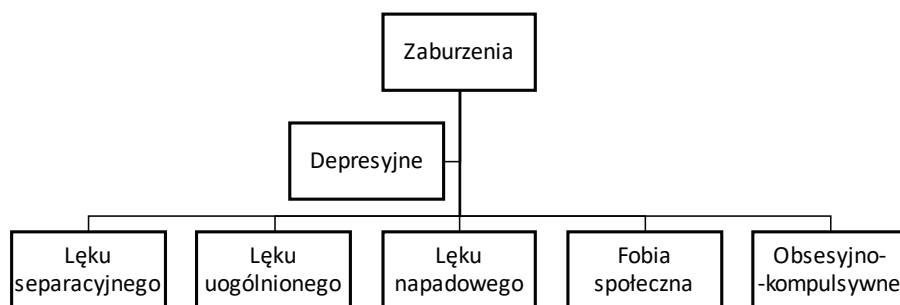 Zaburzenia
Depresyjne
Lęku
separacyjnego
Lęku
uogólnionego
Lęku
napadowego
Fobia
społeczna
Obsesyjno-
-kompulsywne